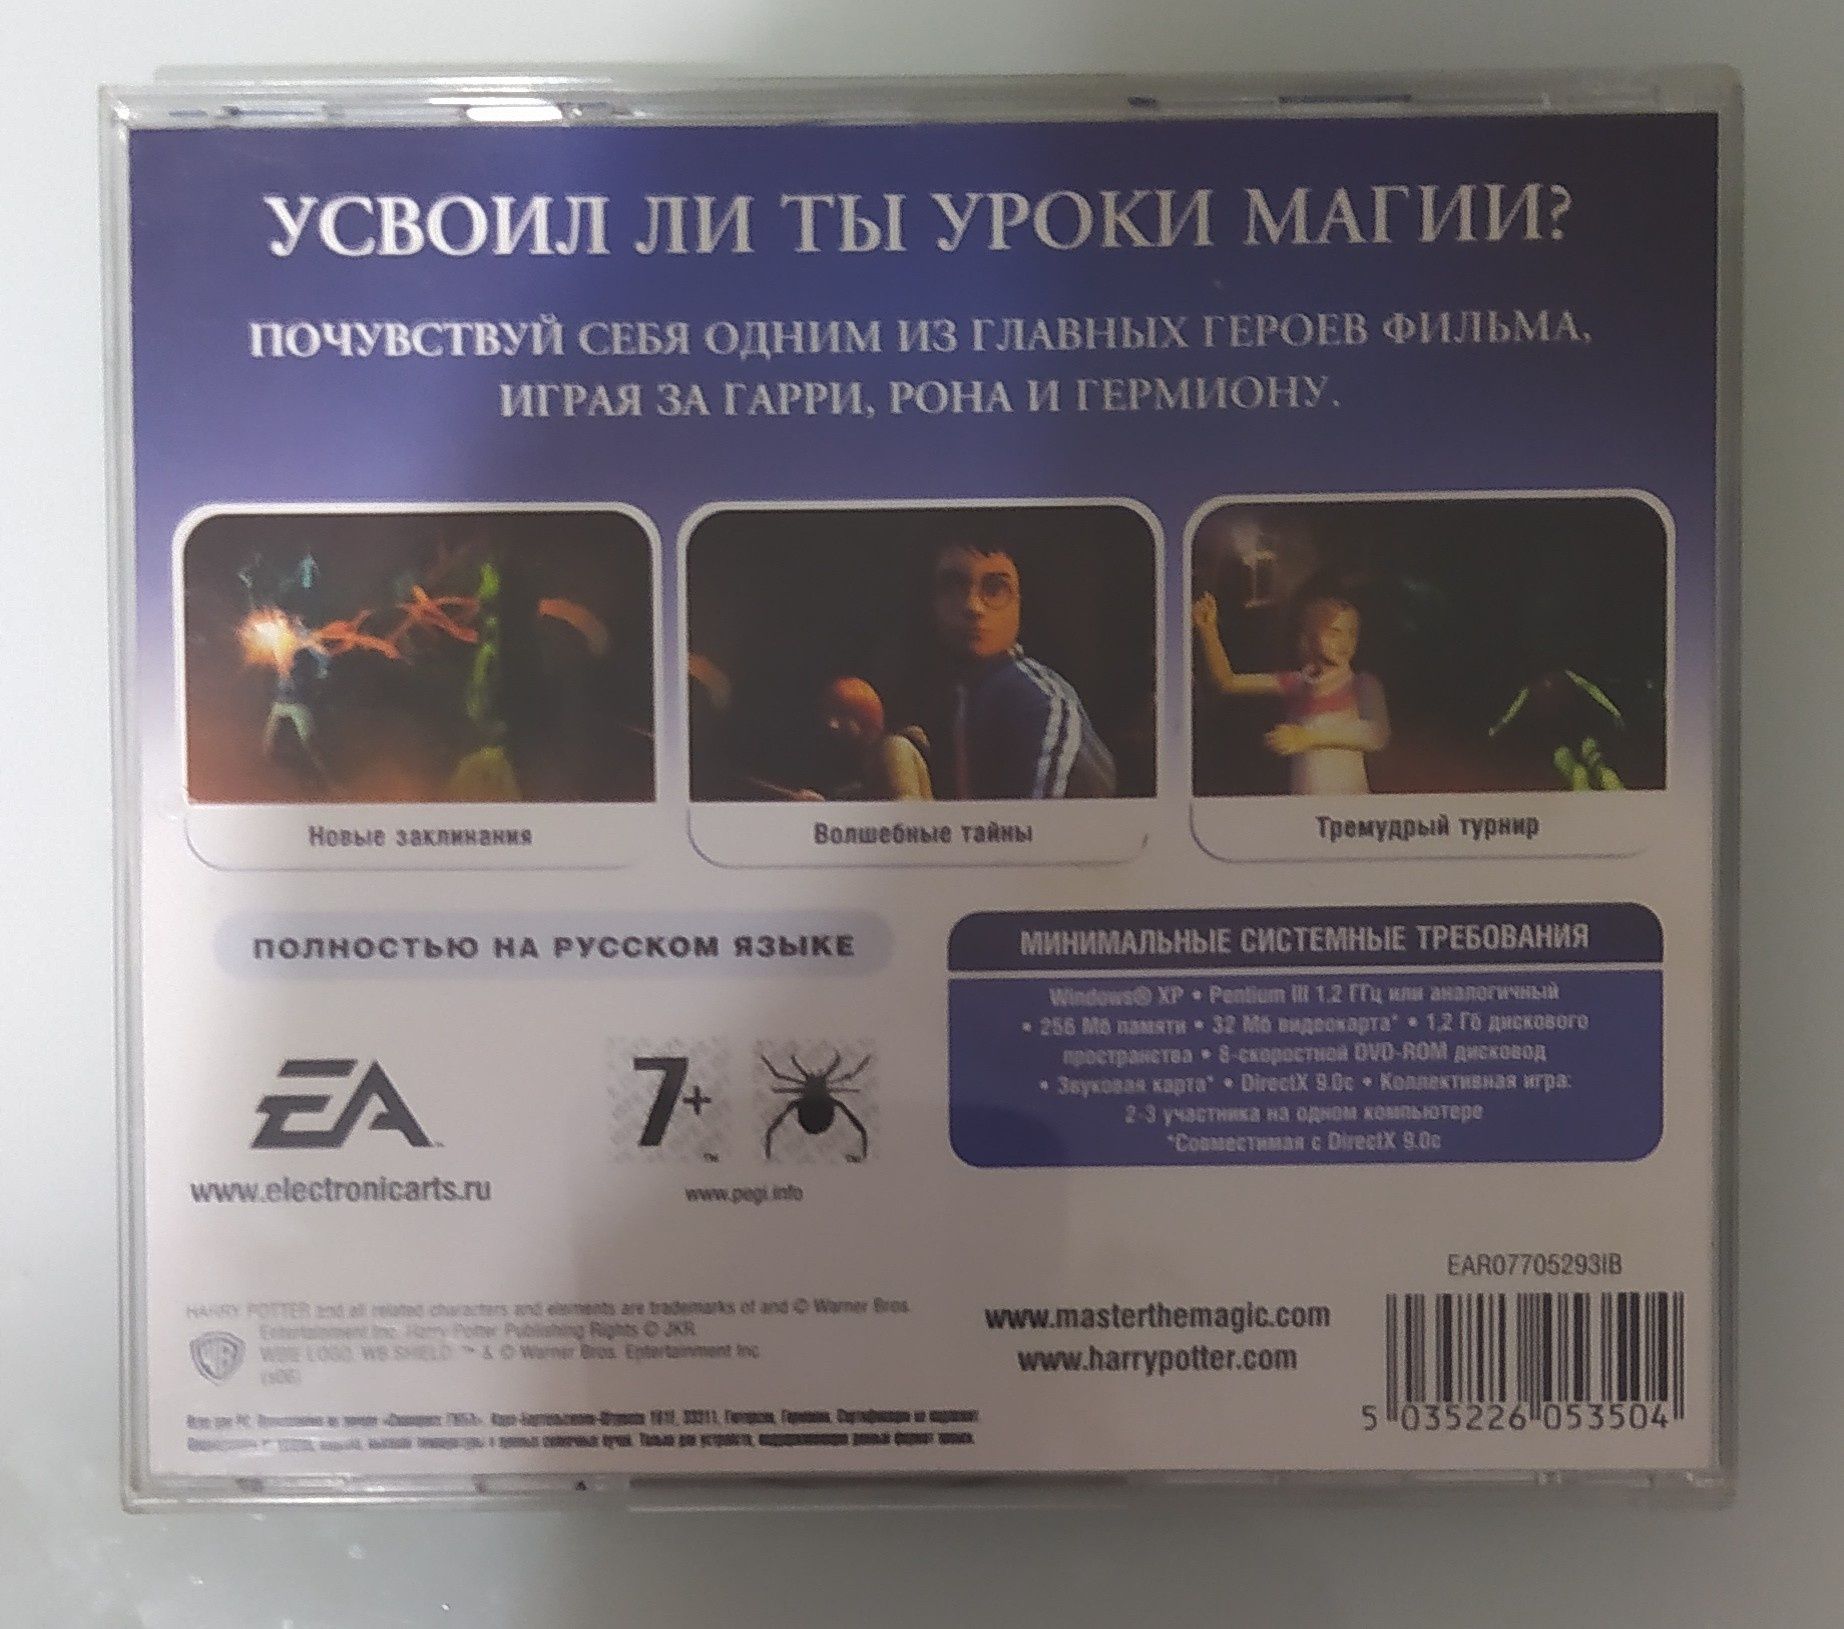 УСВОИЛ ЛИ ТЫ УРОКИ МАГИИ?
ПОЧУВСТВУЙ СЕБЯ ОДНИМ ИЗ ГЛАВНЫХ ГЕРОЕВ ФИЛЬМА,
ИГРАЯ ЗА ГАРРИ, РОНА И ГЕРМИОНУ.
Новые заклинания
Волшебные тайны
Тремудрый турнир
ПОЛНОСТЬЮ НА РУССКОМ ЯЗЫКЕ
EA™
www.electronicarts.ru
7+
www.pegi.info
МИНИМАЛЬНЫЕ СИСТЕМНЫЕ ТРЕБОВАНИЯ
Windows® XP • Pentium III 1.2 ГГц или аналогичный
• 256 Мб памяти • 32 Мб видеокарта* • 1.2 Гб дискового
пространства • 8-скоростной DVD-ROM дисковод
• Звуковая карта* • DirectX 9.0c • Коллективная игра:
2-3 участника на одном компьютере
*Совместимая с DirectX 9.0c
HARRY POTTER and all related characters and elements are trademarks of and © Warner Bros.
Entertainment Inc. Harry Potter Publishing Rights © JKR.
WBIE LOGO, WB SHIELD: ™ & © Warner Bros. Entertainment Inc.
(s06)
WB
www.masterthemagic.com
www.harrypotter.com
EAR07705293IB
5 035226 053504